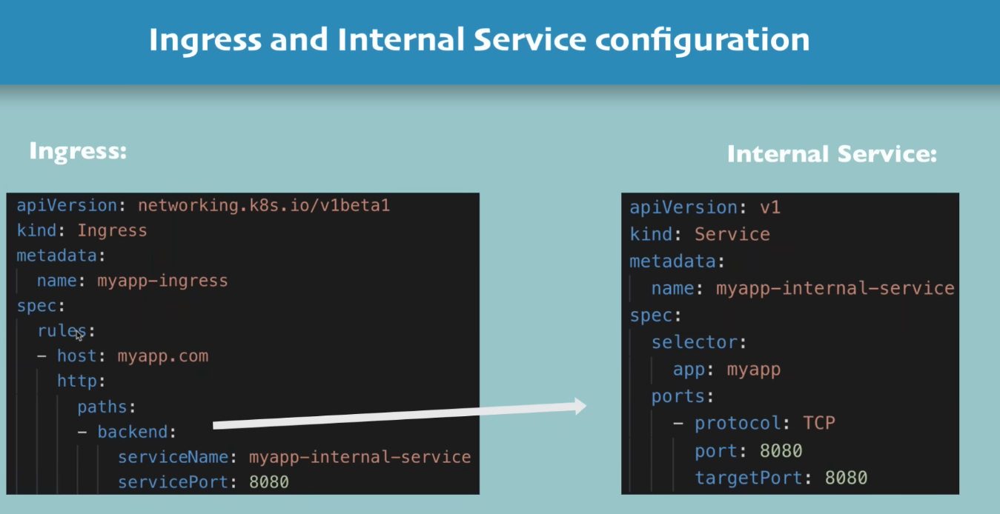 Ingress and Internal Service configuration
Ingress:
apiVersion: networking.k8s.io/v1beta1
kind: Ingress
metadata:
  name: myapp-ingress
spec:
  rules:
  - host: myapp.com
    http:
      paths:
      - backend:
          serviceName: myapp-internal-service
          servicePort: 8080
Internal Service:
apiVersion: v1
kind: Service
metadata:
  name: myapp-internal-service
spec:
  selector:
    app: myapp
  ports:
    - protocol: TCP
      port: 8080
      targetPort: 8080